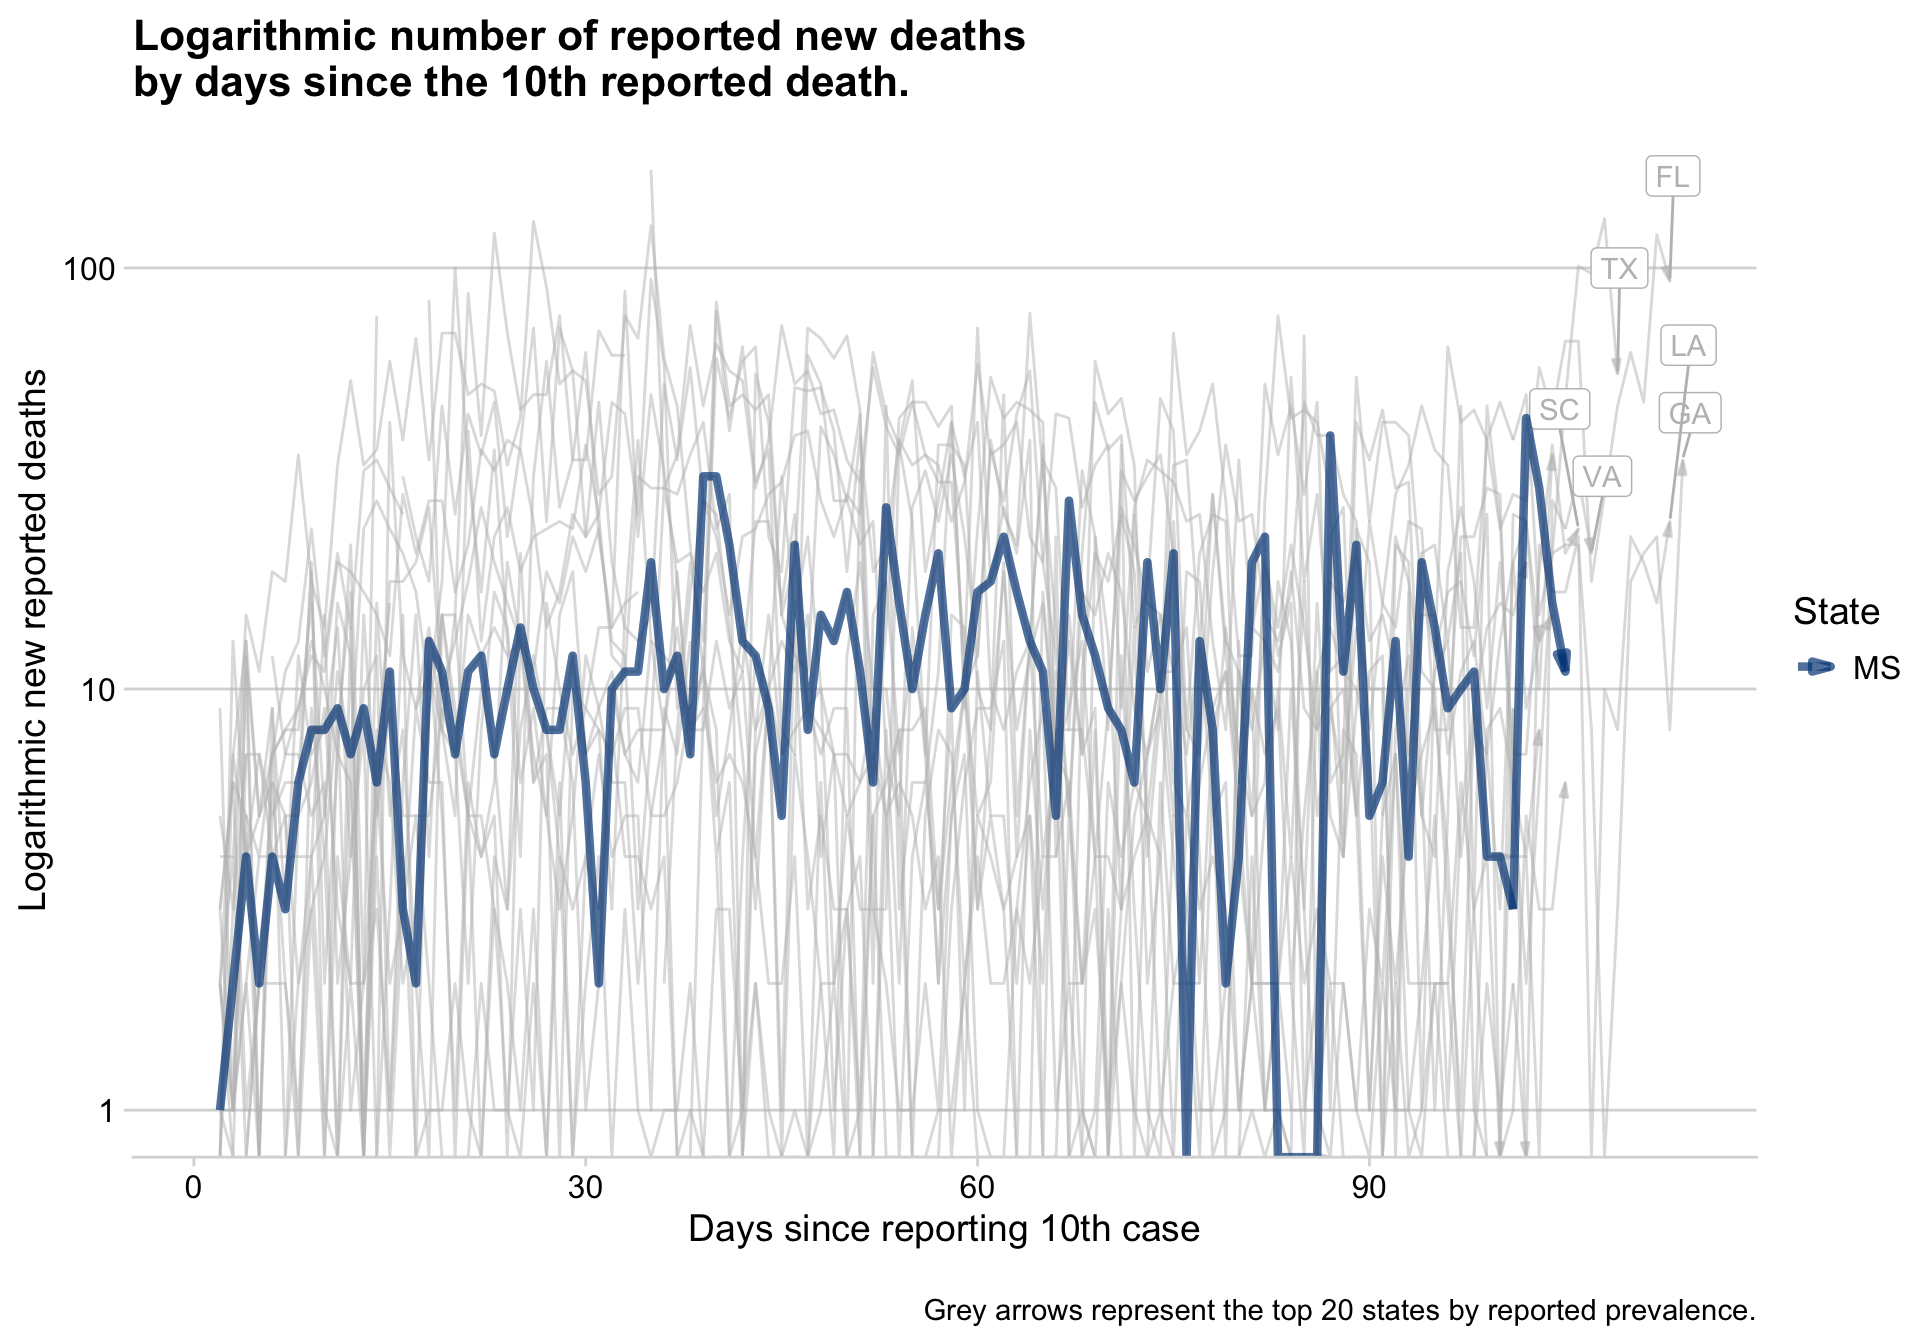 Logarithmic number of reported new deaths
by days since the 10th reported death.
Logarithmic new reported deaths
100
10
1
FL
TX
LA
SC
GA
VA
State
MS
0
30
60
90
Days since reporting 10th case
Grey arrows represent the top 20 states by reported prevalence.